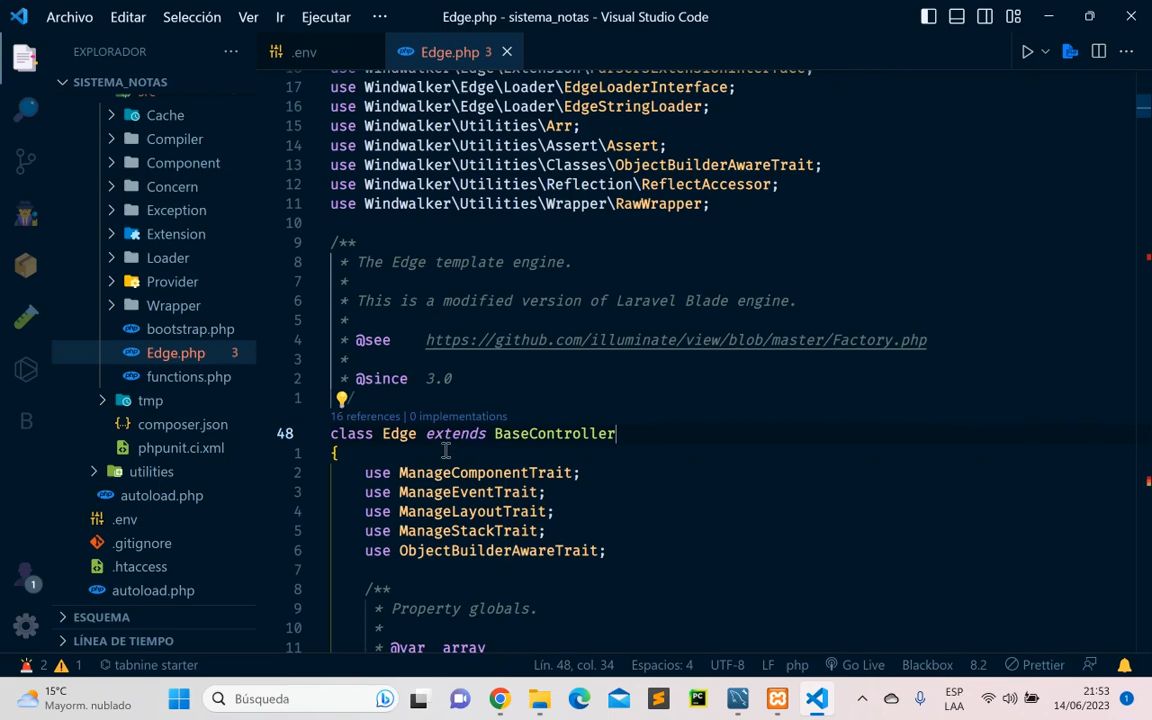 Archivo Editar Selección Ver Ir Ejecutar ··· Edge.php - sistema_notas - Visual Studio Code
EXPLORADOR ··· .env Edge.php 3
SISTEMA_NOTAS
src
Cache
Compiler
Component
Concern
Exception
Extension
Loader
Provider
Wrapper
bootstrap.php
Edge.php 3
functions.php
tmp
composer.json
phpunit.ci.xml
utilities
autoload.php
.env
.gitignore
.htaccess
autoload.php
ESQUEMA
LÍNEA DE TIEMPO
18 use Windwalker\Edge\Extension\ParsersExtensionInterface;
17 use Windwalker\Edge\Loader\EdgeLoaderInterface;
16 use Windwalker\Edge\Loader\EdgeStringLoader;
15 use Windwalker\Utilities\Arr;
14 use Windwalker\Utilities\Assert\Assert;
13 use Windwalker\Utilities\Classes\ObjectBuilderAwareTrait;
12 use Windwalker\Utilities\Reflection\ReflectAccessor;
11 use Windwalker\Utilities\Wrapper\RawWrapper;
10
9 /**
8 * The Edge template engine.
7 *
6 * This is a modified version of Laravel Blade engine.
5 *
4 * @see https://github.com/illuminate/view/blob/master/Factory.php
3 *
2 * @since 3.0
1 */
16 references | 0 implementations
48 class Edge extends BaseController
1 {
2 use ManageComponentTrait;
3 use ManageEventTrait;
4 use ManageLayoutTrait;
5 use ManageStackTrait;
6 use ObjectBuilderAwareTrait;
7
8 /**
9 * Property globals.
10 *
11 * @var array
1
2 1 tabnine starter Lín. 48, col. 34 Espacios: 4 UTF-8 LF php Go Live Blackbox 8.2 Prettier
15°C
Mayorm. nublado
Búsqueda
ESP
LAA
21:53
14/06/2023
1